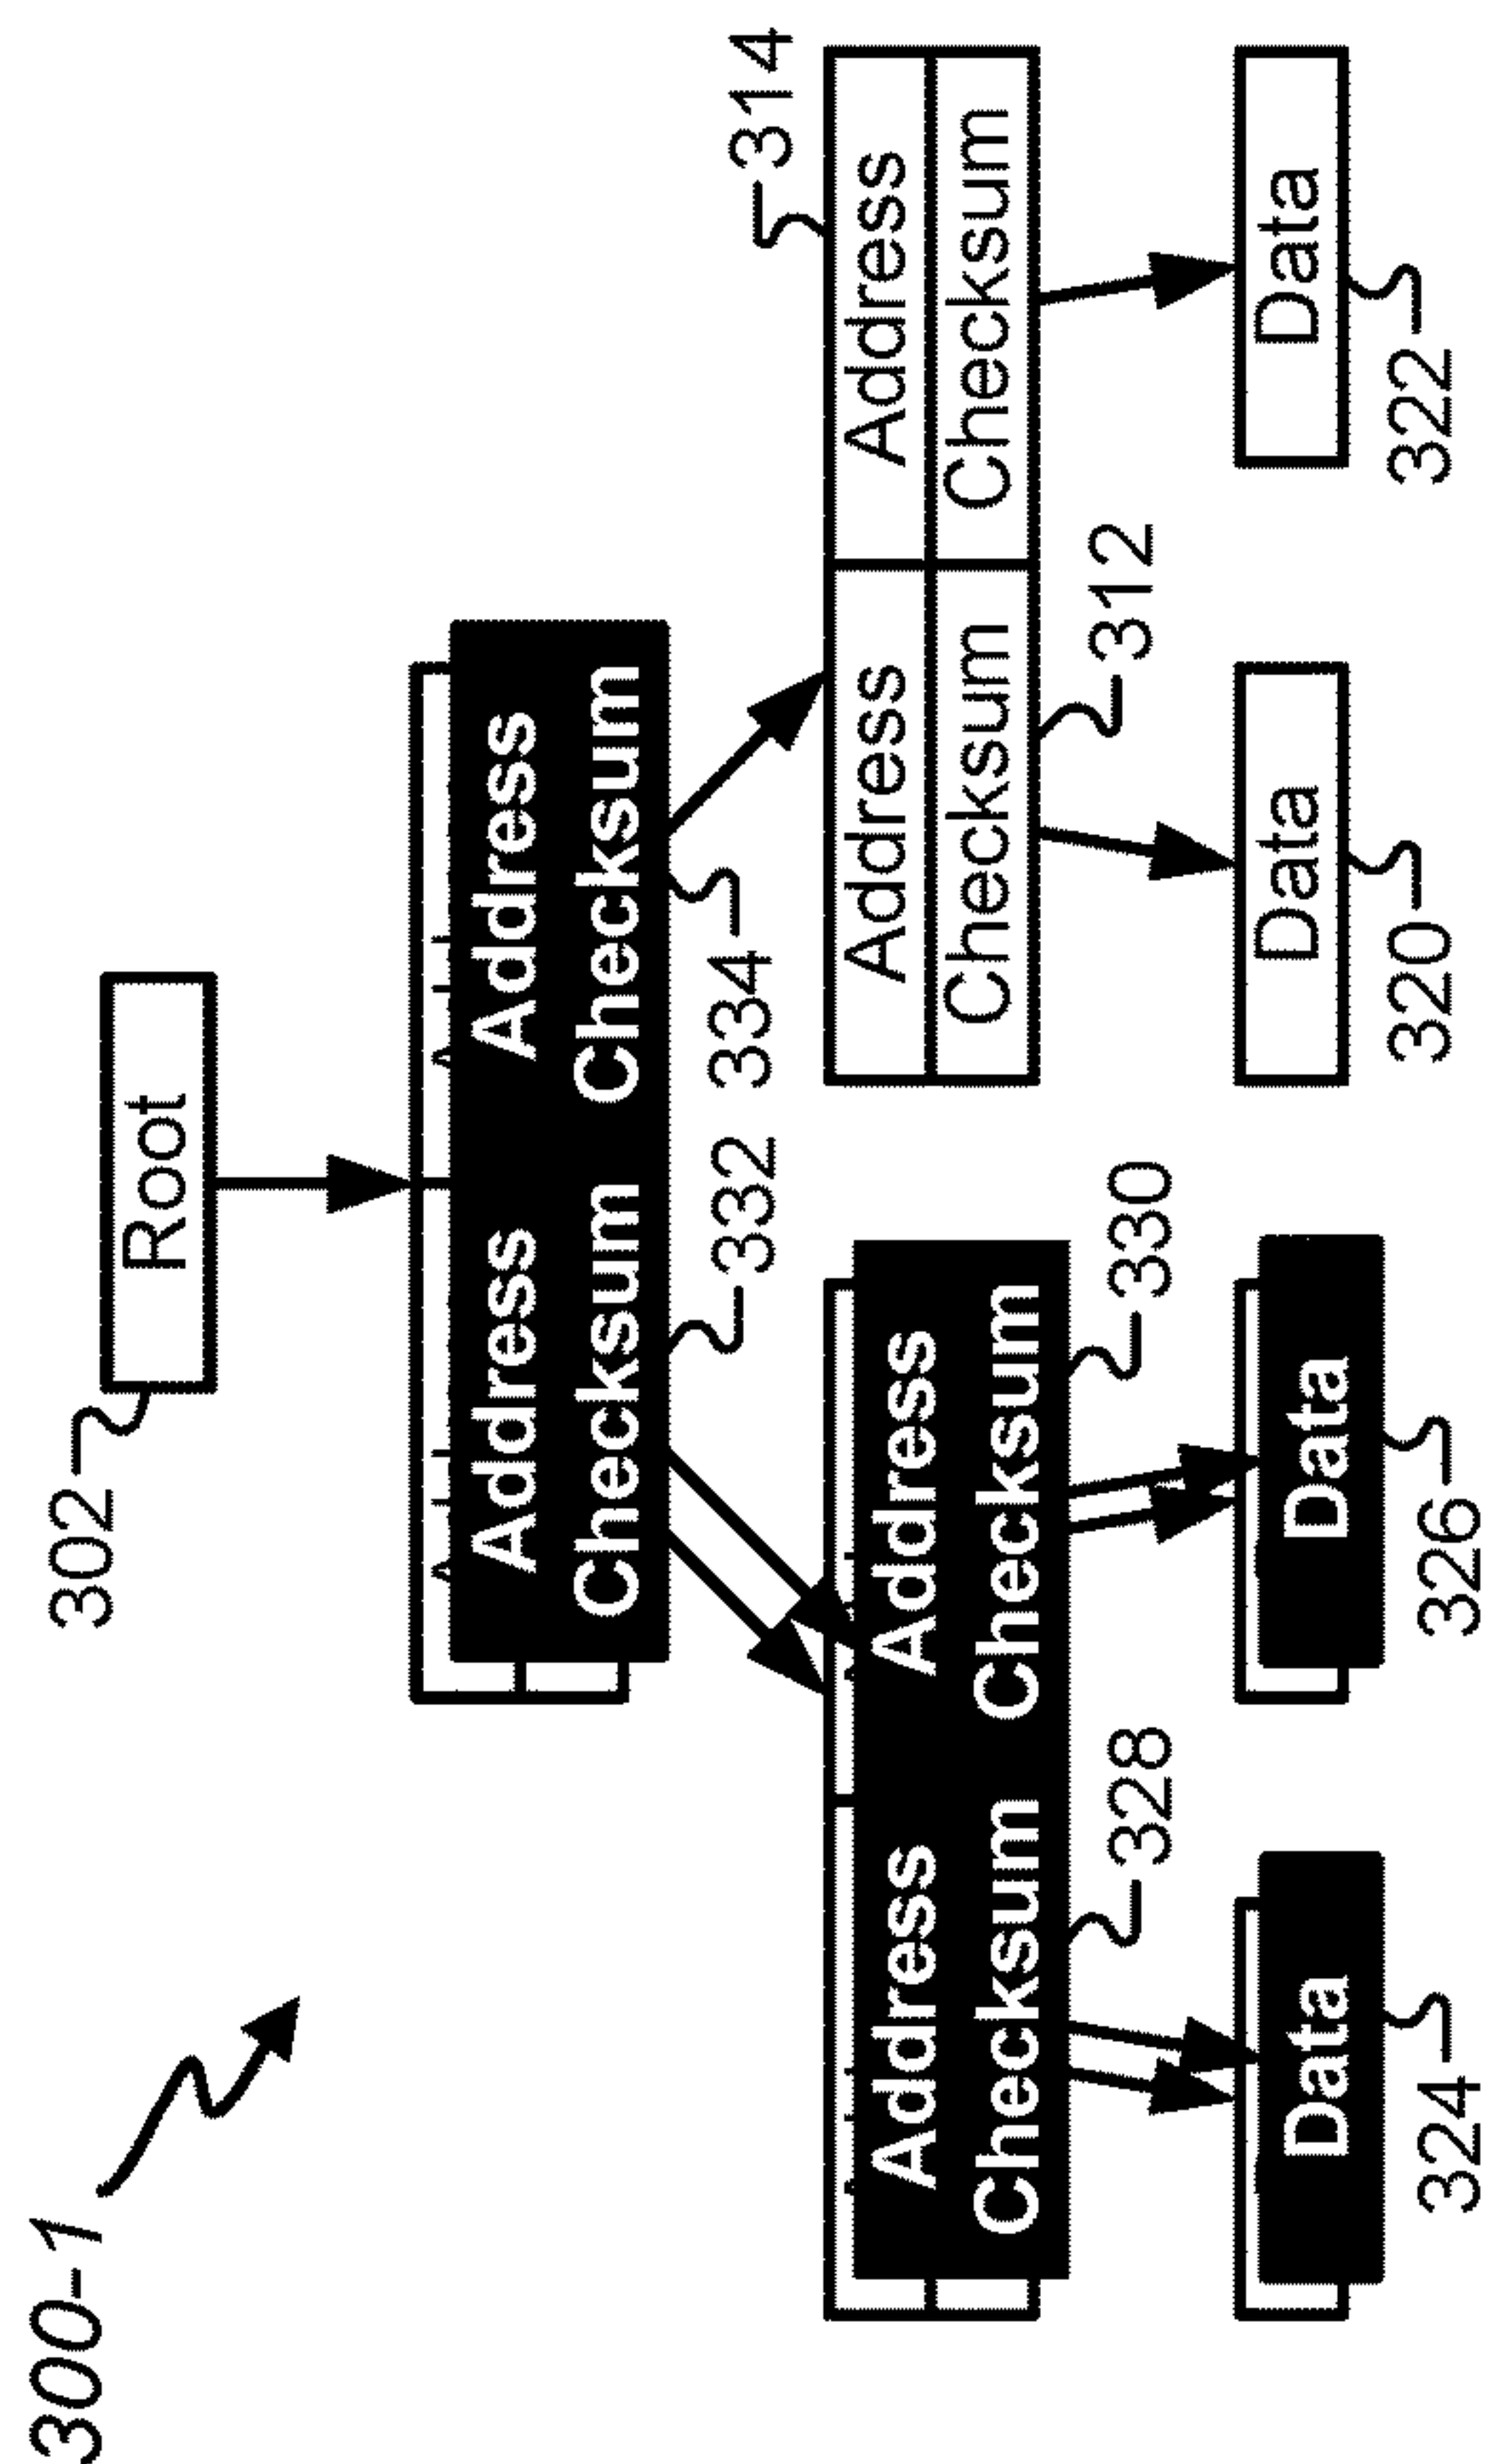 300-1
302
Root
Address Address
Checksum Checksum
332
334
314
Address Address
Checksum Checksum
Address Address
Checksum Checksum
328
330
312
Data
Data
Data
Data
324
326
320
322